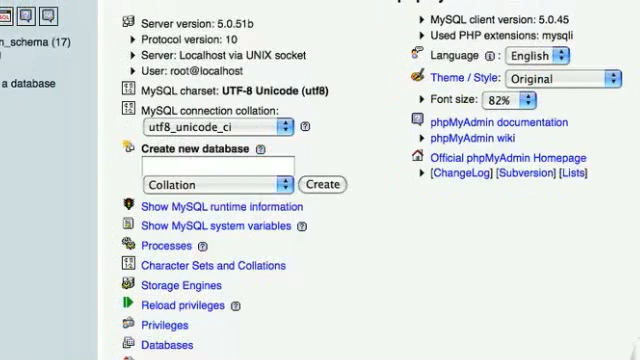 n_schema (17)
a database
Server version: 5.0.51b
Protocol version: 10
Server: Localhost via UNIX socket
User: root@localhost
MySQL charset: UTF-8 Unicode (utf8)
MySQL connection collation:
utf8_unicode_ci
Create new database
Collation
Create
Show MySQL runtime information
Show MySQL system variables
Processes
Character Sets and Collations
Storage Engines
Reload privileges
Privileges
Databases
MySQL client version: 5.0.45
Used PHP extensions: mysqli
Language : English
Theme / Style: Original
Font size: 82%
phpMyAdmin documentation
phpMyAdmin wiki
Official phpMyAdmin Homepage
[ChangeLog] [Subversion] [Lists]